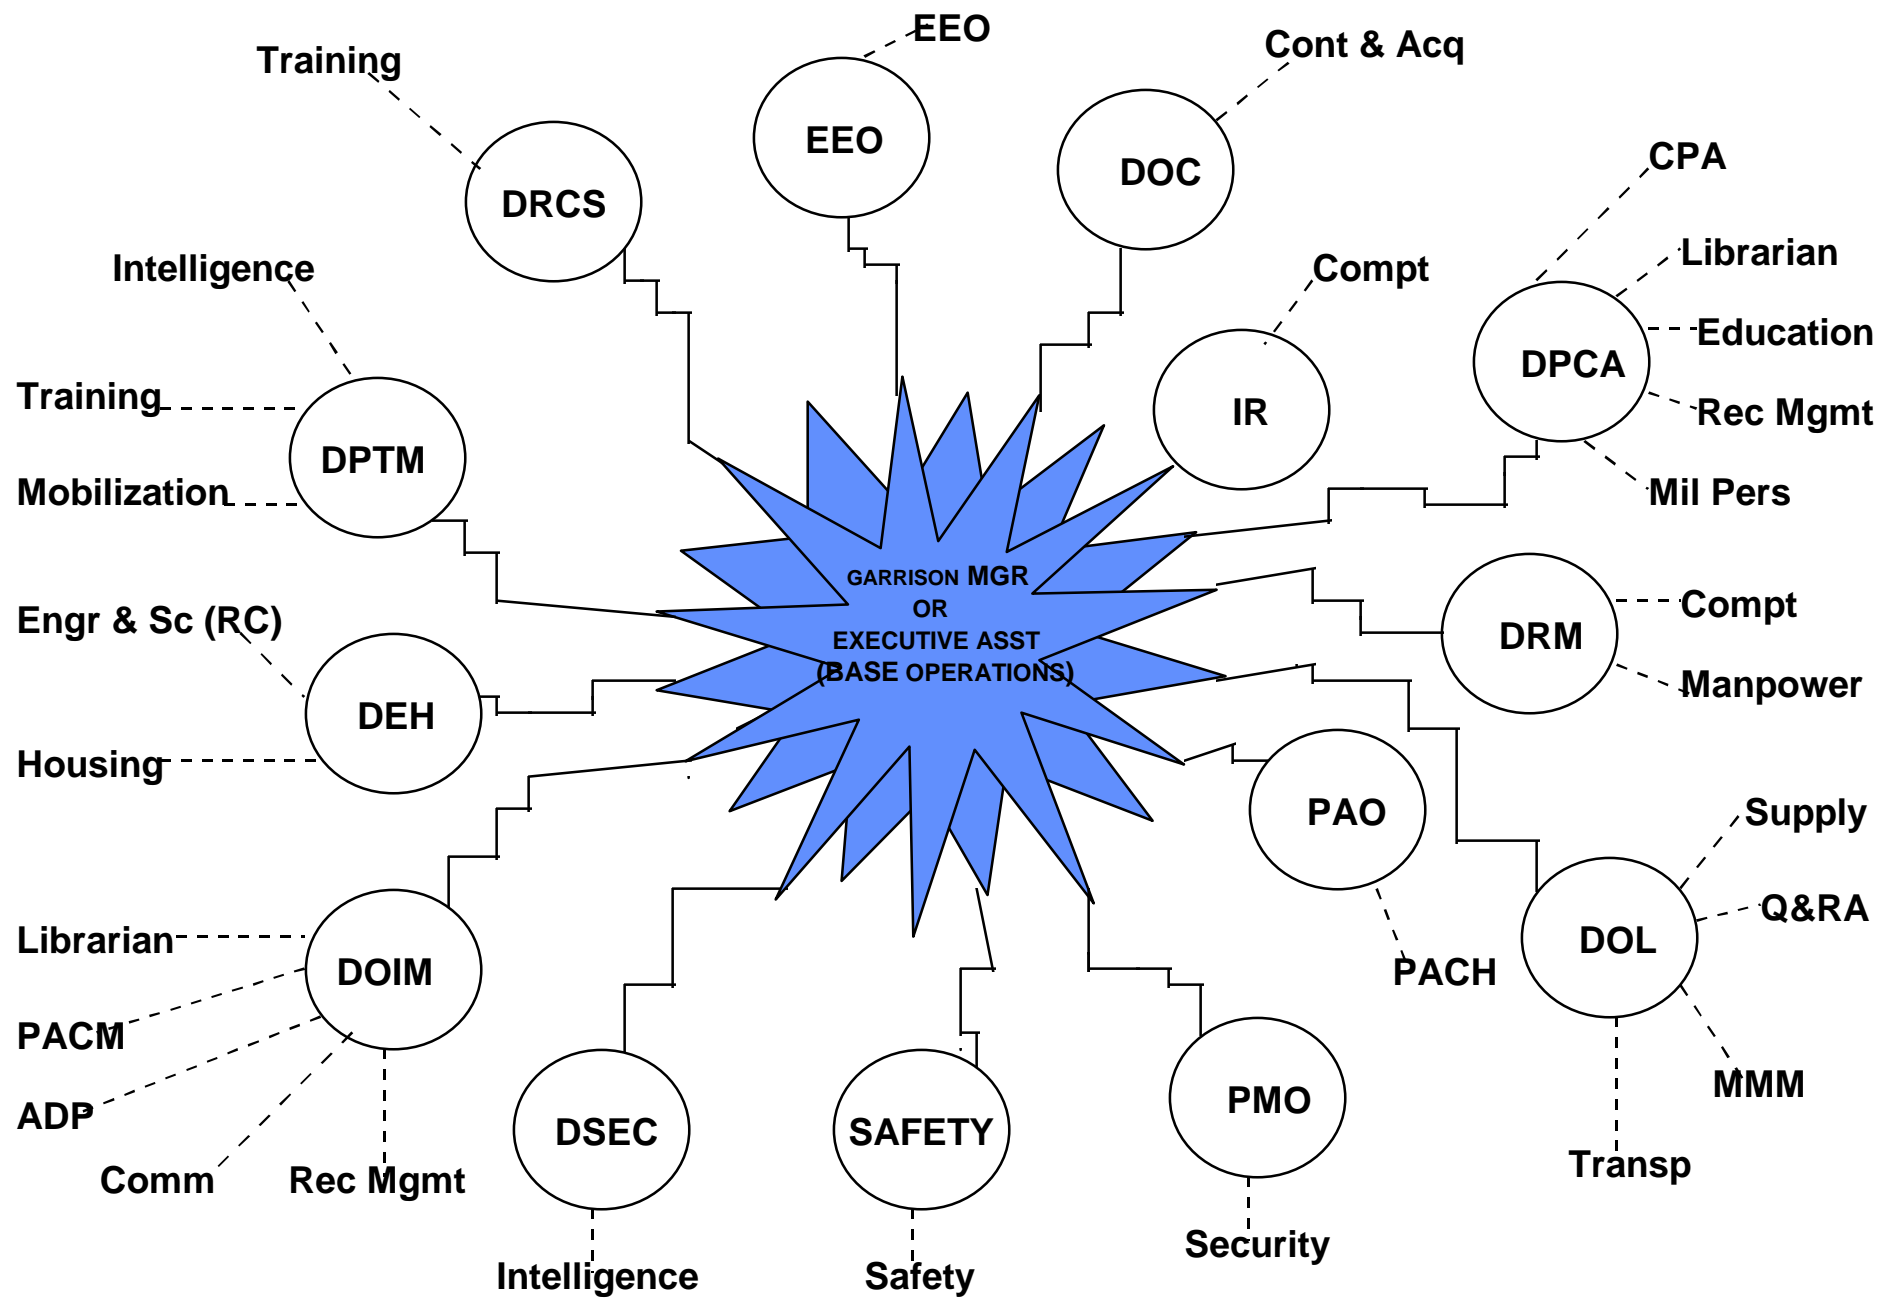 EEO
Cont & Acq
Training
EEO
DOC
CPA
DRCS
Librarian
Intelligence
Compt
Education
DPCA
Training
IR
Rec Mgmt
DPTM
Mobilization
Mil Pers
GARRISON MGR
OR
EXECUTIVE ASST
(BASE OPERATIONS)
Engr & Sc (RC)
DRM
Compt
Manpower
DEH
Housing
PAO
Supply
Q&RA
DOL
Librarian
DOIM
PACH
PACM
MMM
ADP
DSEC
SAFETY
PMO
Transp
Comm
Rec Mgmt
Security
Intelligence
Safety